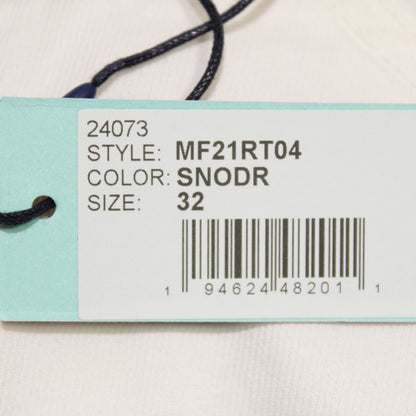 24073
STYLE: MF21RT04
COLOR: SNODR
SIZE: 32
1 94624 48201 1